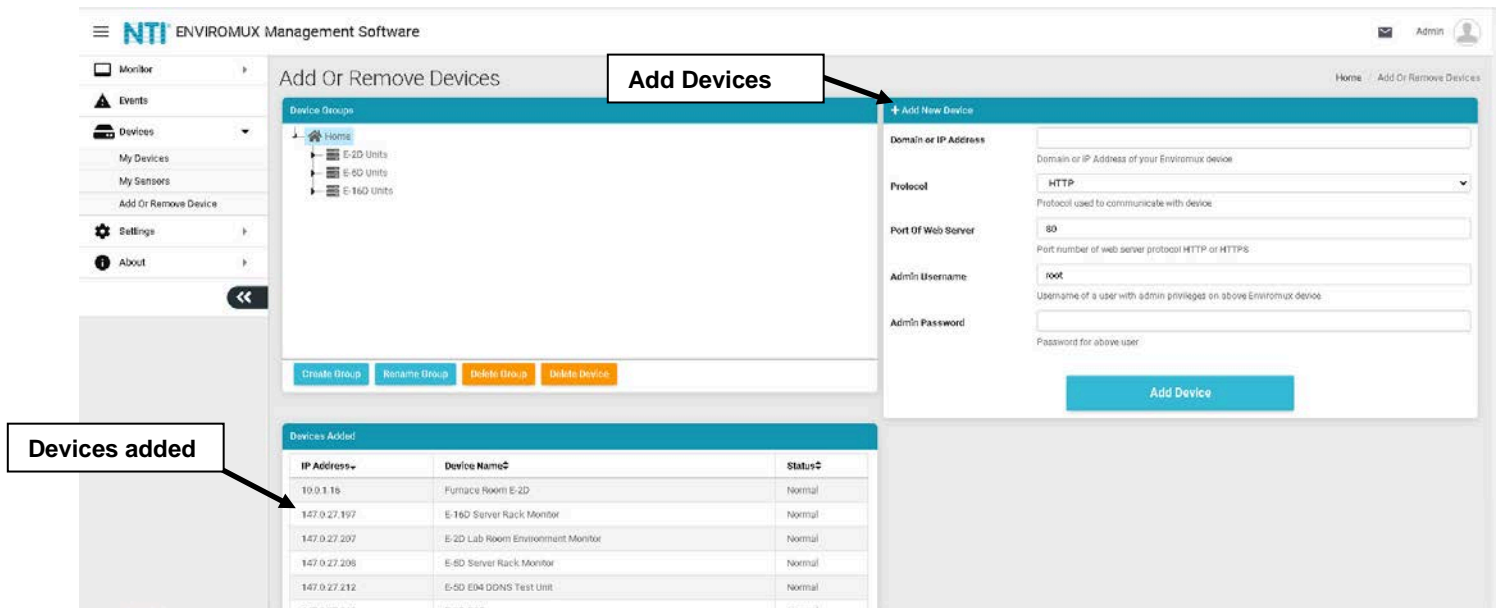 NTI ENVIROMUX Management Software
Admin
Monitor
Events
Devices
My Devices
My Sensors
Add Or Remove Device
Settings
About
Add Or Remove Devices
Add Devices
Home / Add Or Remove Devices
Device Groups
Home
E-2D Units
E-5D Units
E-16D Units
Create Group
Rename Group
Delete Group
Delete Device
Add New Device
Domain or IP Address
Domain or IP Address of your Enviromux device
Protocol
HTTP
Protocol used to communicate with device
Port Of Web Server
80
Port number of web server protocol HTTP or HTTPS
Admin Username
root
Username of a user with admin privileges on above Enviromux device
Admin Password
Password for above user
Add Device
Devices added
Devices Added
IP Address Device Name Status
10.0.1.16 Furnace Room E-2D Normal
147.0.27.197 E-16D Server Rack Monitor Normal
147.0.27.207 E-2D Lab Room Environment Monitor Normal
147.0.27.208 E-5D Server Rack Monitor Normal
147.0.27.212 E-5D E04 DDNS Test Unit Normal